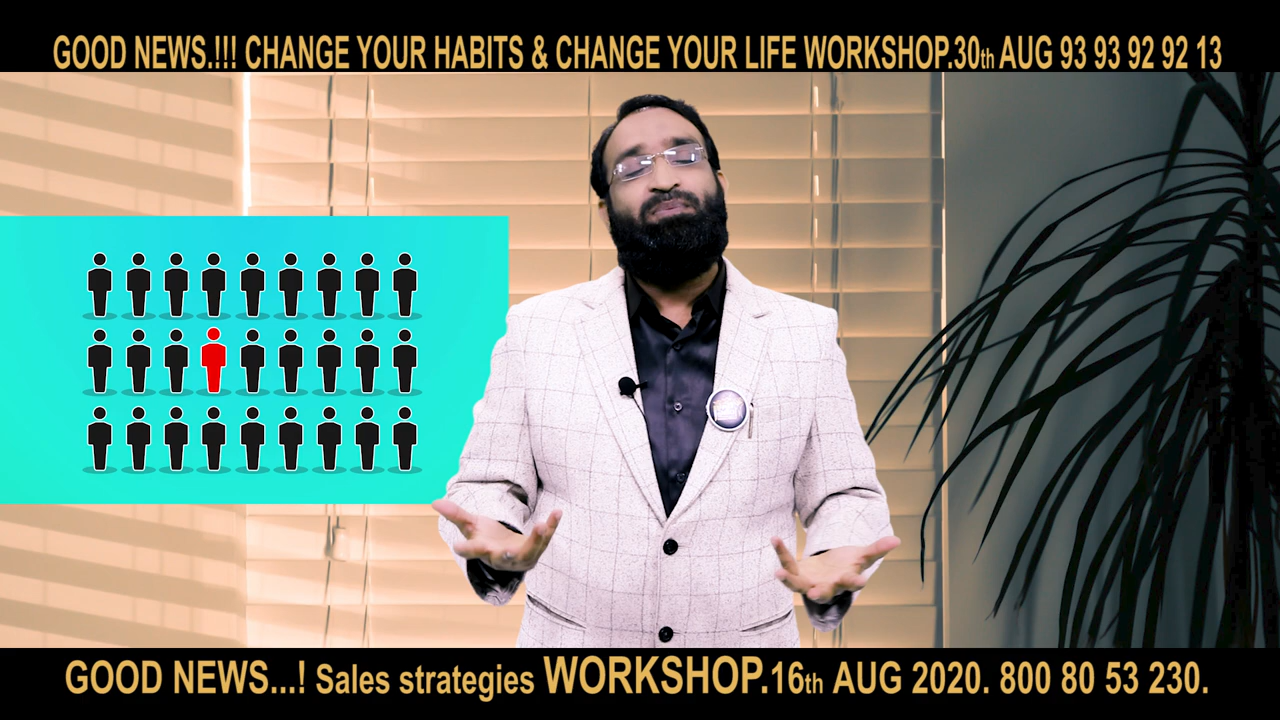 GOOD NEWS.!!! CHANGE YOUR HABITS & CHANGE YOUR LIFE WORKSHOP.30th AUG 93 93 92 92 13
GOOD NEWS...! Sales strategies WORKSHOP.16th AUG 2020. 800 80 53 230.